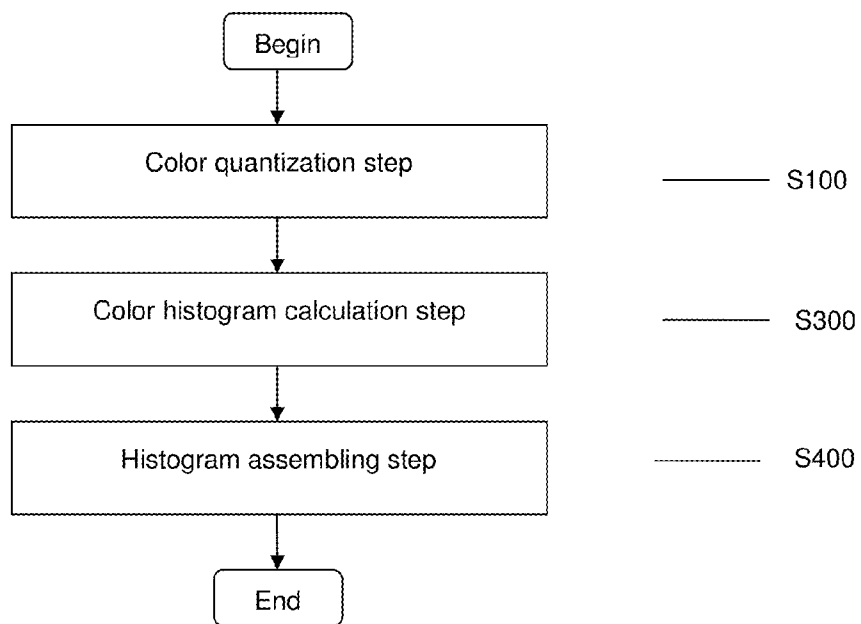 Begin
Color quantization step
S100
Color histogram calculation step
S300
Histogram assembling step
S400
End